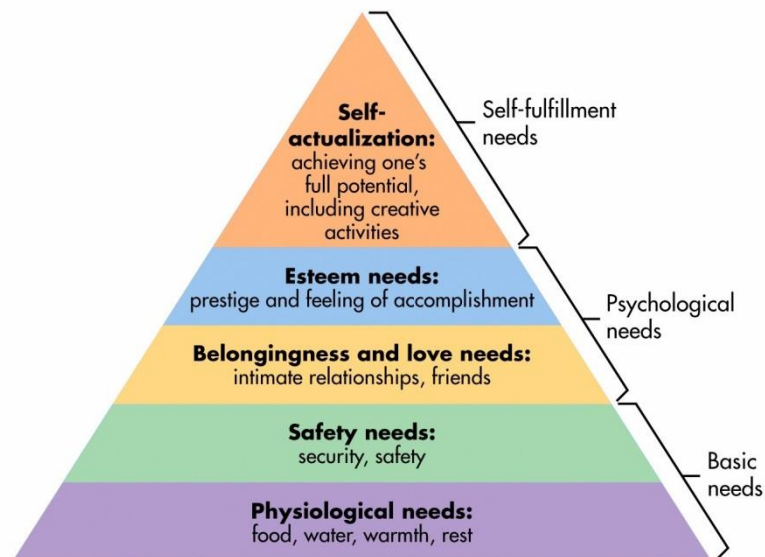 Self-
actualization:
achieving one's
full potential,
including creative
activities
Self-fulfillment
needs
Esteem needs:
prestige and feeling of accomplishment
Psychological
needs
Belongingness and love needs:
intimate relationships, friends
Safety needs:
security, safety
Basic
needs
Physiological needs:
food, water, warmth, rest